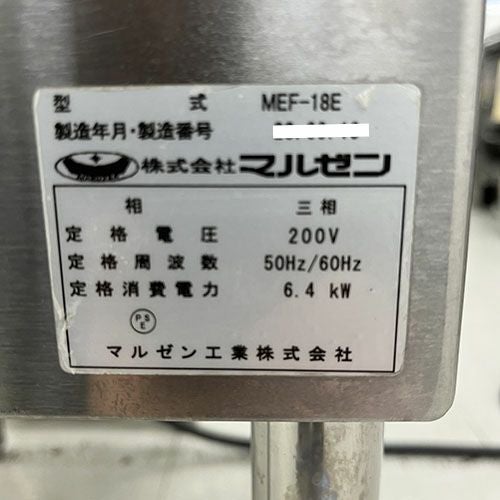 型式 MEF-18E
製造年月・製造番号
株式会社マルゼン
相 三相
定格電圧 200V
定格周波数 50Hz/60Hz
定格消費電力 6.4 kW
PSE
マルゼン工業株式会社